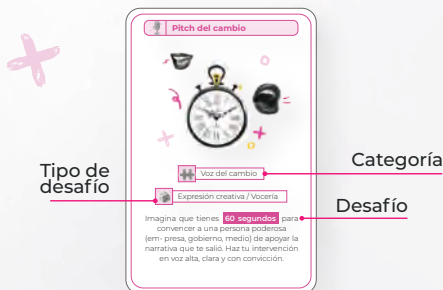 Pitch del cambio
Voz del cambio
Categoría
Tipo de
desafío
Expresión creativa / Vocería
Desafío
Imagina que tienes 60 segundos para
convencer a una persona poderosa
(em- presa, gobierno, medio) de apoyar la
narrativa que te salió. Haz tu intervención
en voz alta, clara y con convicción.